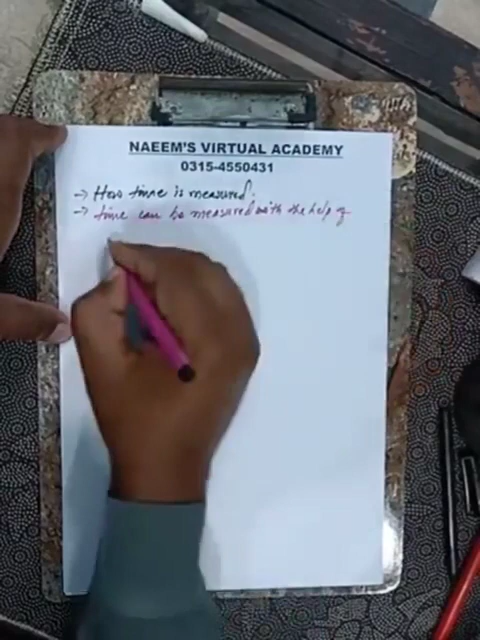 NAEEM'S VIRTUAL ACADEMY
0315-4550431
→ How time is measured.
→ time can be measured with the help of